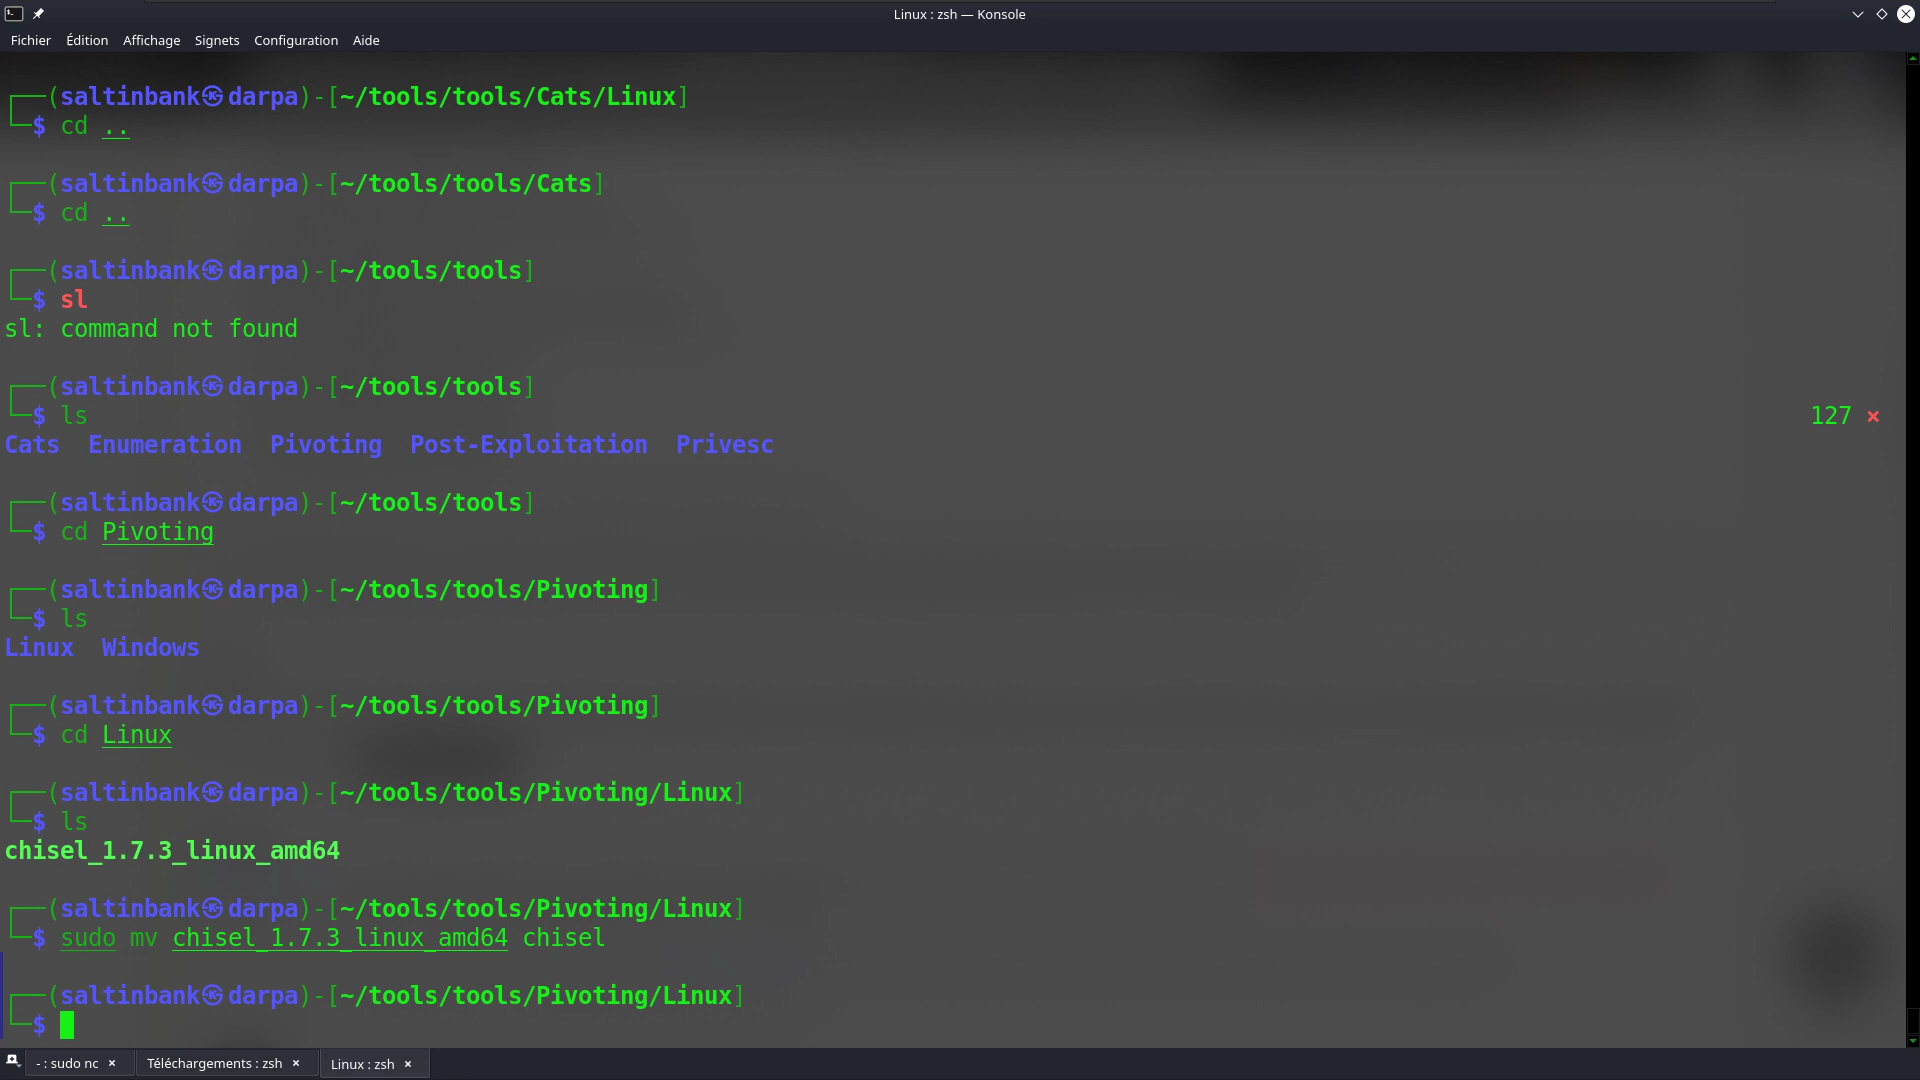 Linux : zsh — Konsole
Fichier Édition Affichage Signets Configuration Aide
┌──(saltinbank㉿darpa)-[~/tools/tools/Cats/Linux]
└─$ cd ..
┌──(saltinbank㉿darpa)-[~/tools/tools/Cats]
└─$ cd ..
┌──(saltinbank㉿darpa)-[~/tools/tools]
└─$ sl
sl: command not found
┌──(saltinbank㉿darpa)-[~/tools/tools]
└─$ ls 127 ⨯
Cats Enumeration Pivoting Post-Exploitation Privesc
┌──(saltinbank㉿darpa)-[~/tools/tools]
└─$ cd Pivoting
┌──(saltinbank㉿darpa)-[~/tools/tools/Pivoting]
└─$ ls
Linux Windows
┌──(saltinbank㉿darpa)-[~/tools/tools/Pivoting]
└─$ cd Linux
┌──(saltinbank㉿darpa)-[~/tools/tools/Pivoting/Linux]
└─$ ls
chisel_1.7.3_linux_amd64
┌──(saltinbank㉿darpa)-[~/tools/tools/Pivoting/Linux]
└─$ sudo mv chisel_1.7.3_linux_amd64 chisel
┌──(saltinbank㉿darpa)-[~/tools/tools/Pivoting/Linux]
└─$
- : sudo nc Téléchargements : zsh Linux : zsh